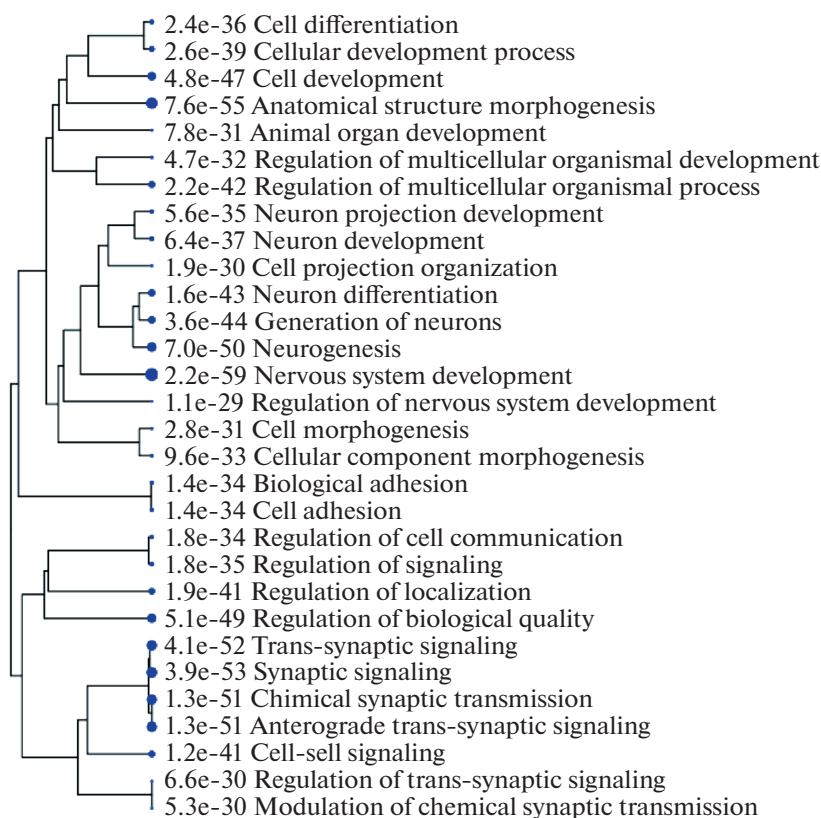 2.4e-36 Cell differentiation
2.6e-39 Cellular development process
4.8e-47 Cell development
7.6e-55 Anatomical structure morphogenesis
7.8e-31 Animal organ development
4.7e-32 Regulation of multicellular organismal development
2.2e-42 Regulation of multicellular organismal process
5.6e-35 Neuron projection development
6.4e-37 Neuron development
1.9e-30 Cell projection organization
1.6e-43 Neuron differentiation
3.6e-44 Generation of neurons
7.0e-50 Neurogenesis
2.2e-59 Nervous system development
1.1e-29 Regulation of nervous system development
2.8e-31 Cell morphogenesis
9.6e-33 Cellular component morphogenesis
1.4e-34 Biological adhesion
1.4e-34 Cell adhesion
1.8e-34 Regulation of cell communication
1.8e-35 Regulation of signaling
1.9e-41 Regulation of localization
5.1e-49 Regulation of biological quality
4.1e-52 Trans-synaptic signaling
3.9e-53 Synaptic signaling
1.3e-51 Chimical synaptic transmission
1.3e-51 Anterograde trans-synaptic signaling
1.2e-41 Cell-sell signaling
6.6e-30 Regulation of trans-synaptic signaling
5.3e-30 Modulation of chemical synaptic transmission